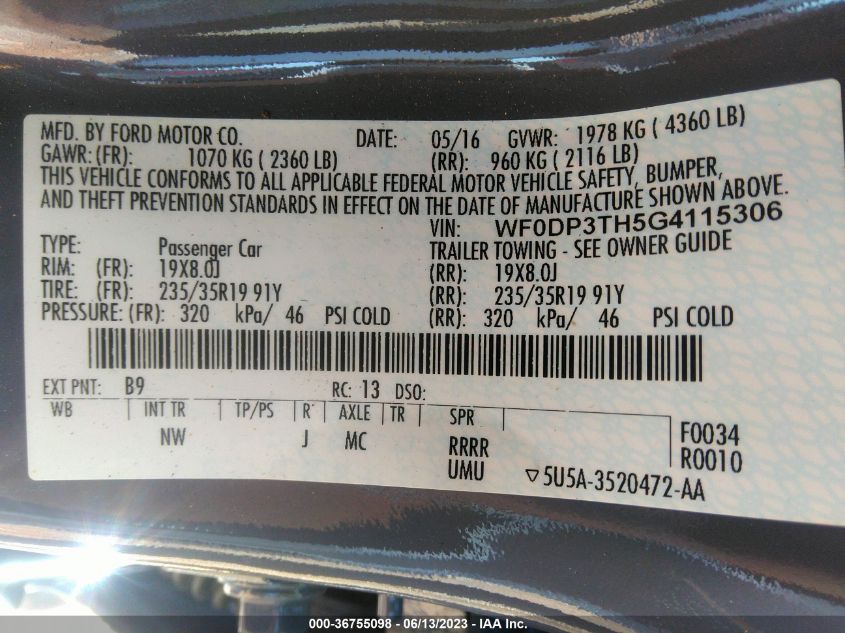 MFD. BY FORD MOTOR CO. DATE: 05/16 GVWR: 1978 KG ( 4360 LB)
GAWR: (FR): 1070 KG ( 2360 LB) (RR): 960 KG ( 2116 LB)
THIS VEHICLE CONFORMS TO ALL APPLICABLE FEDERAL MOTOR VEHICLE SAFETY, BUMPER,
AND THEFT PREVENTION STANDARDS IN EFFECT ON THE DATE OF MANUFACTURE SHOWN ABOVE.
VIN: WF0DP3TH5G4115306
TYPE: Passenger Car TRAILER TOWING - SEE OWNER GUIDE
RIM: (FR): 19X8.0J (RR): 19X8.0J
TIRE: (FR): 235/35R19 91Y (RR): 235/35R19 91Y
PRESSURE: (FR): 320 kPa/ 46 PSI COLD (RR): 320 kPa/ 46 PSI COLD
EXT PNT: B9 RC: 13 DSO:
WB INT TR TP/PS R AXLE TR SPR
NW J MC RRRR F0034
UMU R0010
▽5U5A-3520472-AA
000-36755098 - 06/13/2023 - IAA Inc.